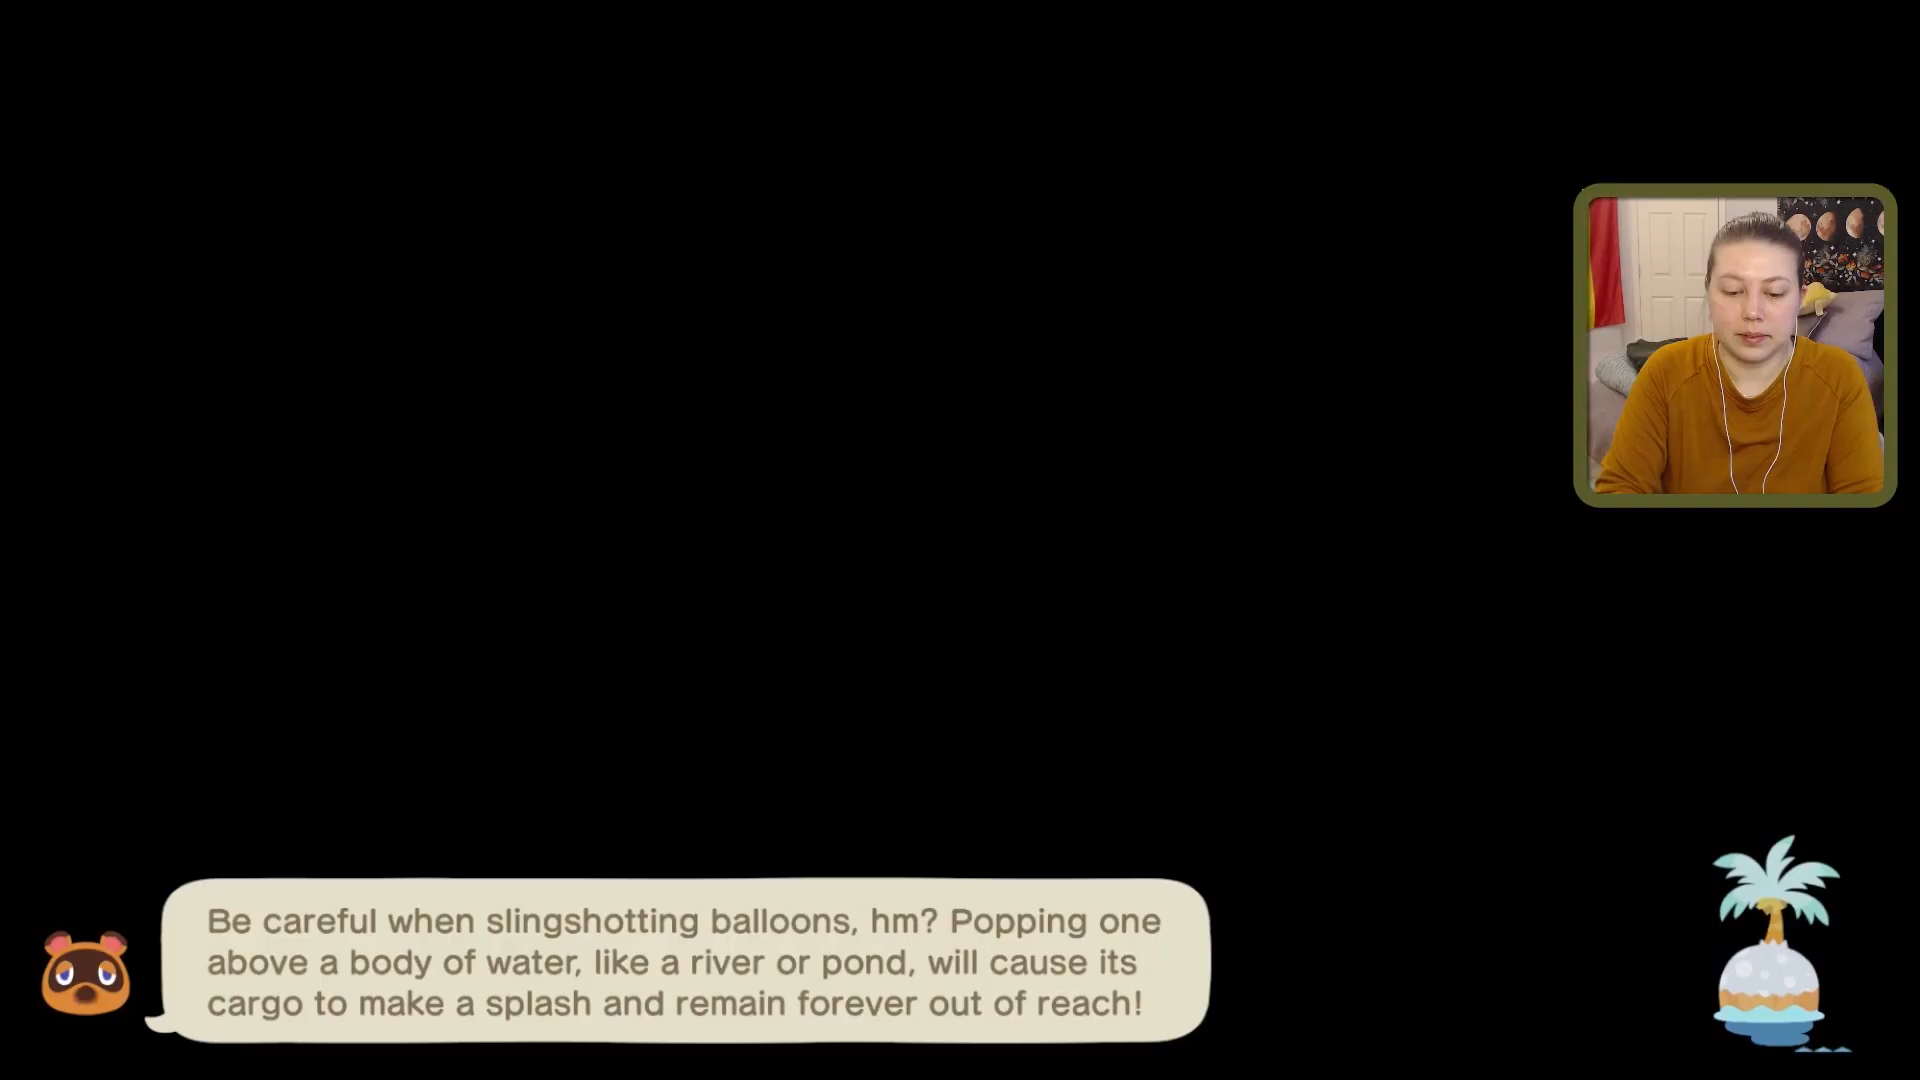 Be careful when slingshotting balloons, hm? Popping one
above a body of water, like a river or pond, will cause its
cargo to make a splash and remain forever out of reach!